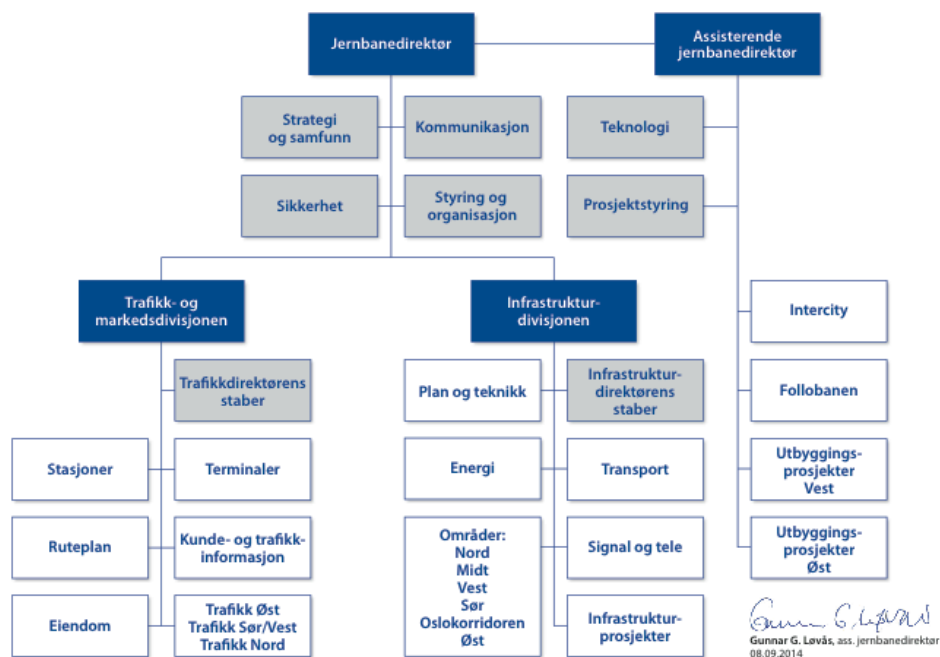 Jernbanedirektør
Assisterende
jernbanedirektør
Strategi
og samfunn
Kommunikasjon
Teknologi
Sikkerhet
Styring og
organisasjon
Prosjektstyring
Trafikk- og
markedsdivisjonen
Infrastruktur-
divisjonen
Intercity
Trafikkdirektørens
staber
Plan og teknikk
Infrastruktur-
direktørens
staber
Follobanen
Stasjoner
Terminaler
Energi
Transport
Utbyggings-
prosjekter
Vest
Ruteplan
Kunde- og trafikk-
informasjon
Områder:
Nord
Midt
Vest
Sør
Oslokorridoren
Øst
Signal og tele
Utbyggings-
prosjekter
Øst
Eiendom
Trafikk Øst
Trafikk Sør/Vest
Trafikk Nord
Infrastruktur-
prosjekter
Gunnar G. Løvås
Gunnar G. Løvås, ass. jernbanedirektør
08.09.2014